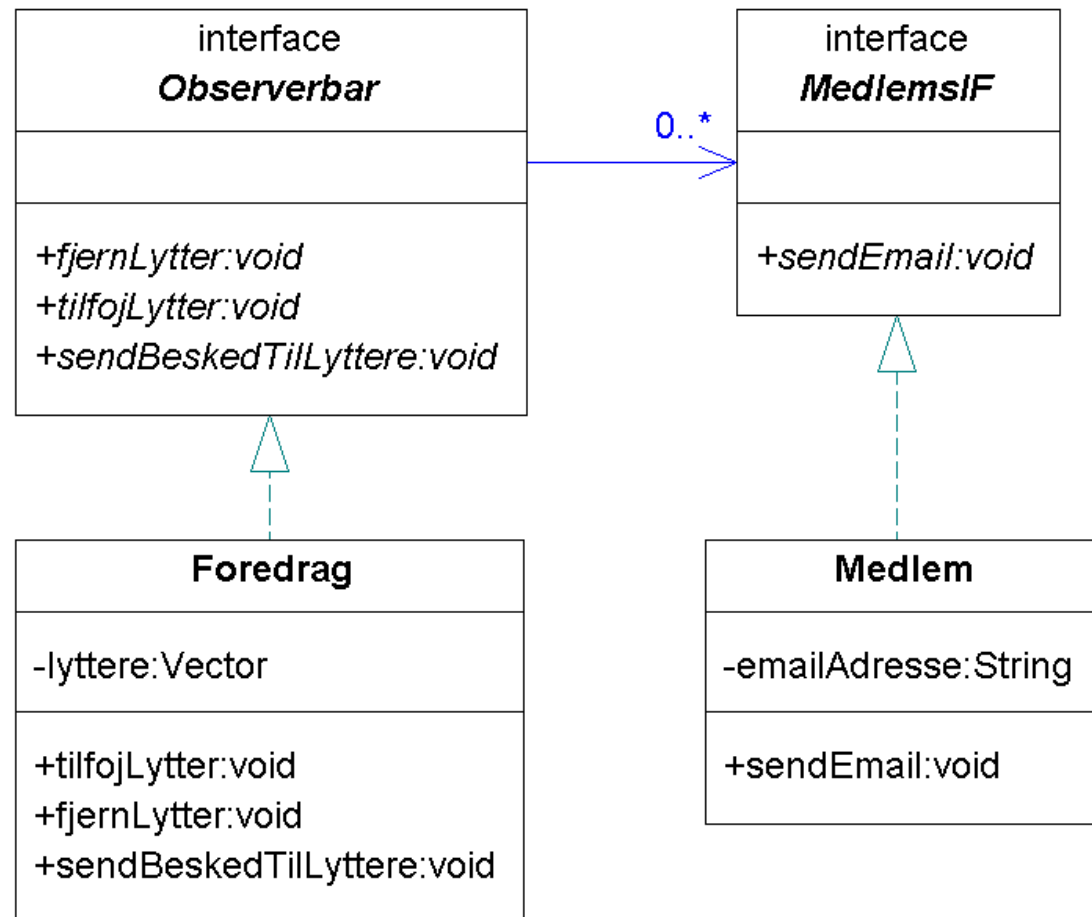 interface
Observerbar
+fjernLytter:void
+tilfojLytter:void
+sendBeskedTilLyttere:void
0..*
interface
MedlemsIF
+sendEmail:void
Foredrag
-lyttere:Vector
+tilfojLytter:void
+fjernLytter:void
+sendBeskedTilLyttere:void
Medlem
-emailAdresse:String
+sendEmail:void